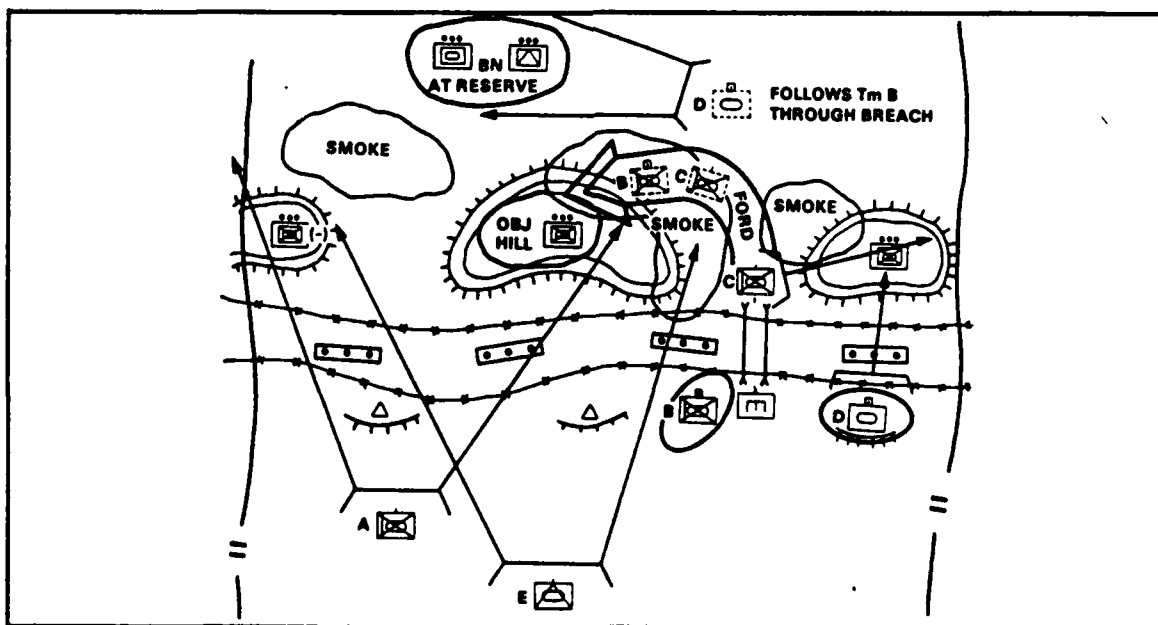 BN
AT RESERVE
D
FOLLOWS Tm B
THROUGH BREACH
SMOKE
B
C
FORD
SMOKE
OBJ
HILL
SMOKE
(-)
C
B
E
D
A
E